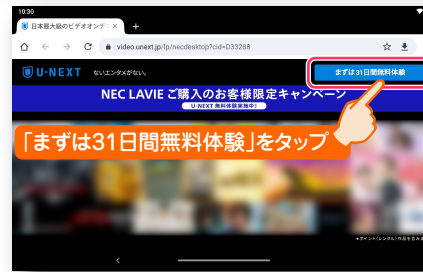 10:30
日本最大級のビデオオンデ
video.unext.jp/lp/necdesktop?cid=D33288
U-NEXT ないエンタメがない。
まずは31日間無料体験
NEC LAVIE ご購入のお客様限定キャンペーン
U-NEXT 無料体験実施中!
「まずは31日間無料体験」をタップ